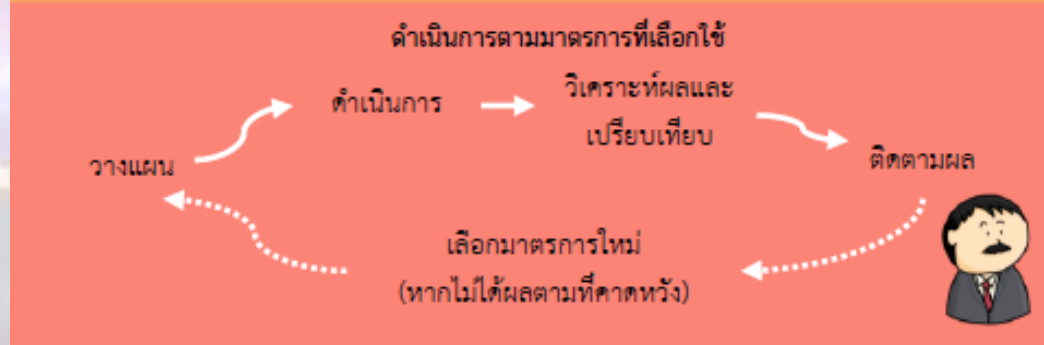 ดำเนินการตามมาตรการที่เลือกใช้
ดำเนินการ
วิเคราะห์ผลและ
เปรียบเทียบ
วางแผน
ติดตามผล
เลือกมาตรการใหม่
(หากไม่ได้ผลตามที่คาดหวัง)